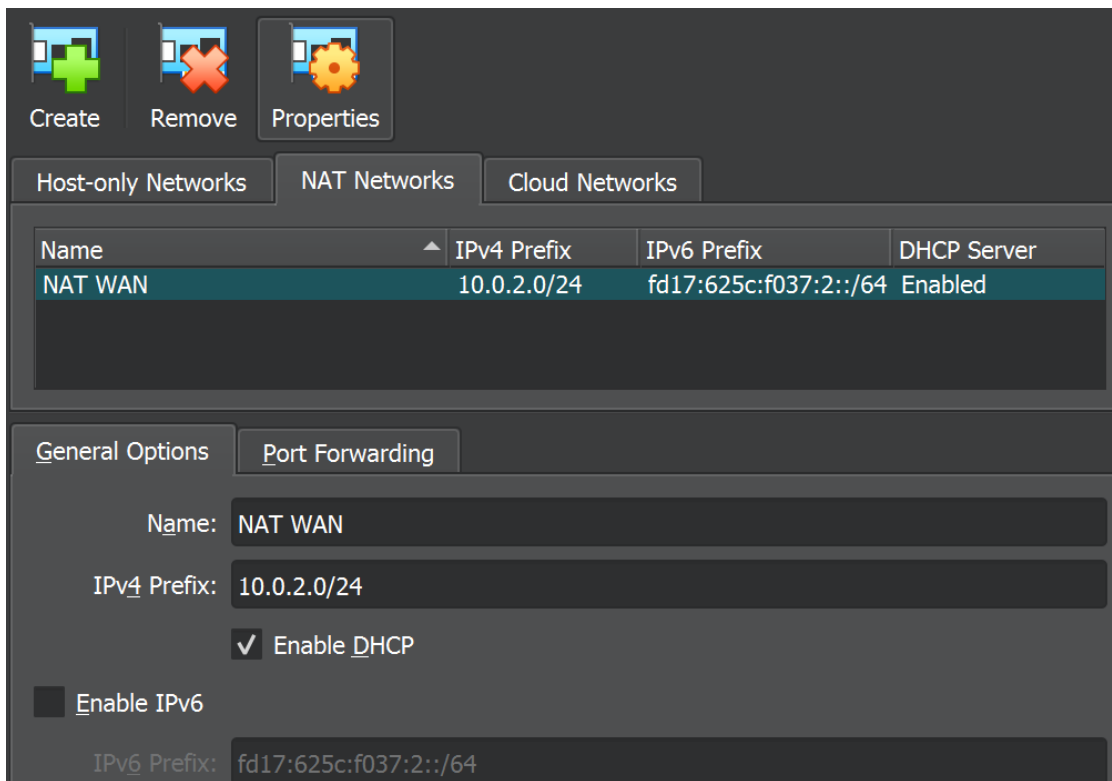 Create Remove Properties
Host-only Networks NAT Networks Cloud Networks
Name IPv4 Prefix IPv6 Prefix DHCP Server
NAT WAN 10.0.2.0/24 fd17:625c:f037:2::/64 Enabled
General Options Port Forwarding
Name: NAT WAN
IPv4 Prefix: 10.0.2.0/24
Enable DHCP
Enable IPv6
IPv6 Prefix: fd17:625c:f037:2::/64